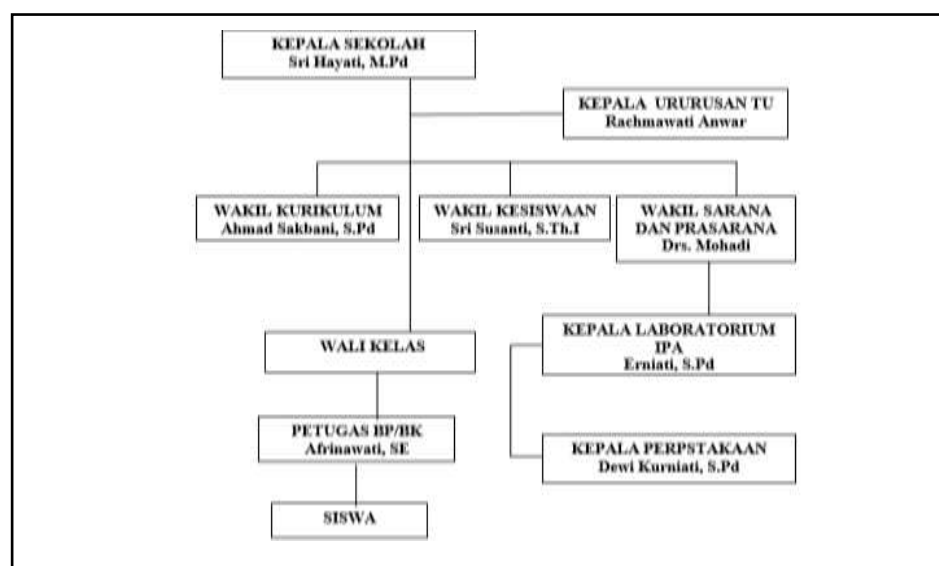 KEPALA SEKOLAH
Sri Hayati, M.Pd
KEPALA URURUSAN TU
Rachmawati Anwar
WAKIL KURIKULUM
Ahmad Sakbani, S.Pd
WAKIL KESISWAAN
Sri Susanti, S.Th.I
WAKIL SARANA
DAN PRASARANA
Drs. Mohadi
KEPALA LABORATORIUM
IPA
Erniati, S.Pd
WALI KELAS
PETUGAS BP/BK
Afrinawati, SE
KEPALA PERPSTAKAAN
Dewi Kurniati, S.Pd
SISWA